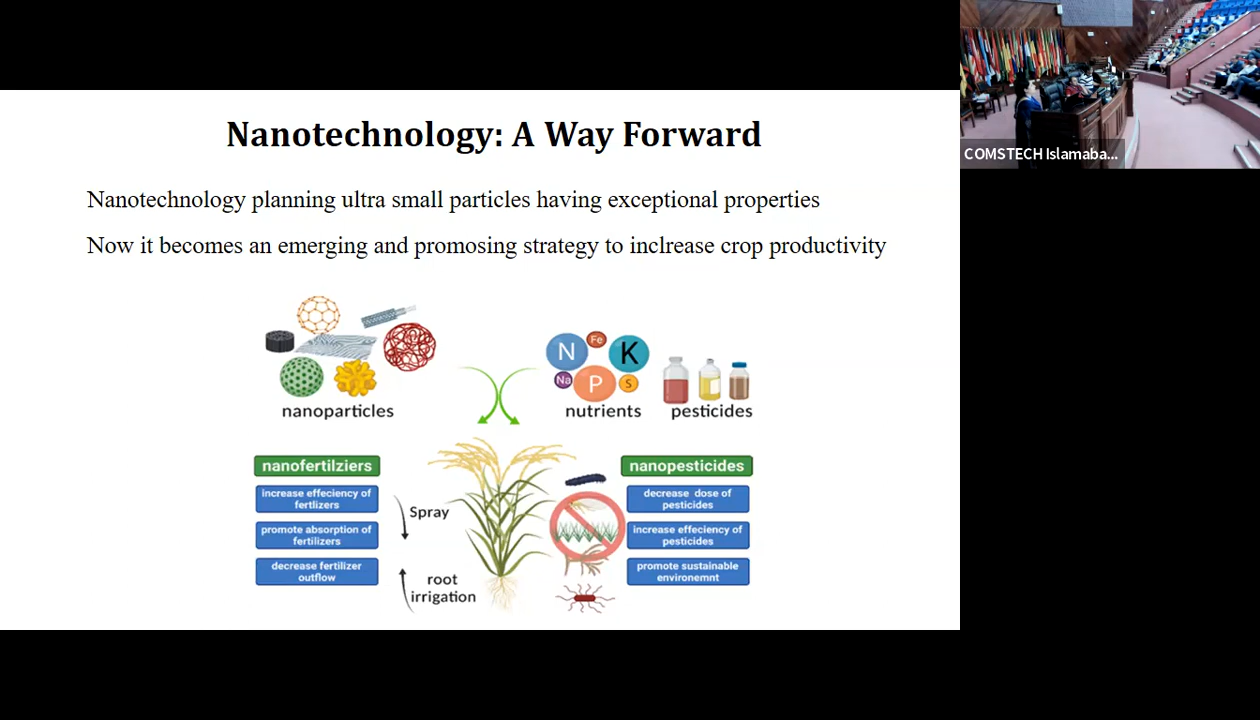 Nanotechnology: A Way Forward
COMSTECH Islamaba...
Nanotechnology planning ultra small particles having exceptional properties
Now it becomes an emerging and promosing strategy to inclrease crop productivity
N
Fe
K
Na
P
S
nanoparticles
nutrients
pesticides
nanofertilziers
nanopesticides
increase effeciency of
fertlizers
promote absorption of
fertilizers
decrease fertilizer
outflow
Spray
root
irrigation
decrease dose of
pesticides
increase effeciency of
pesticides
promote sustainable
environemnt